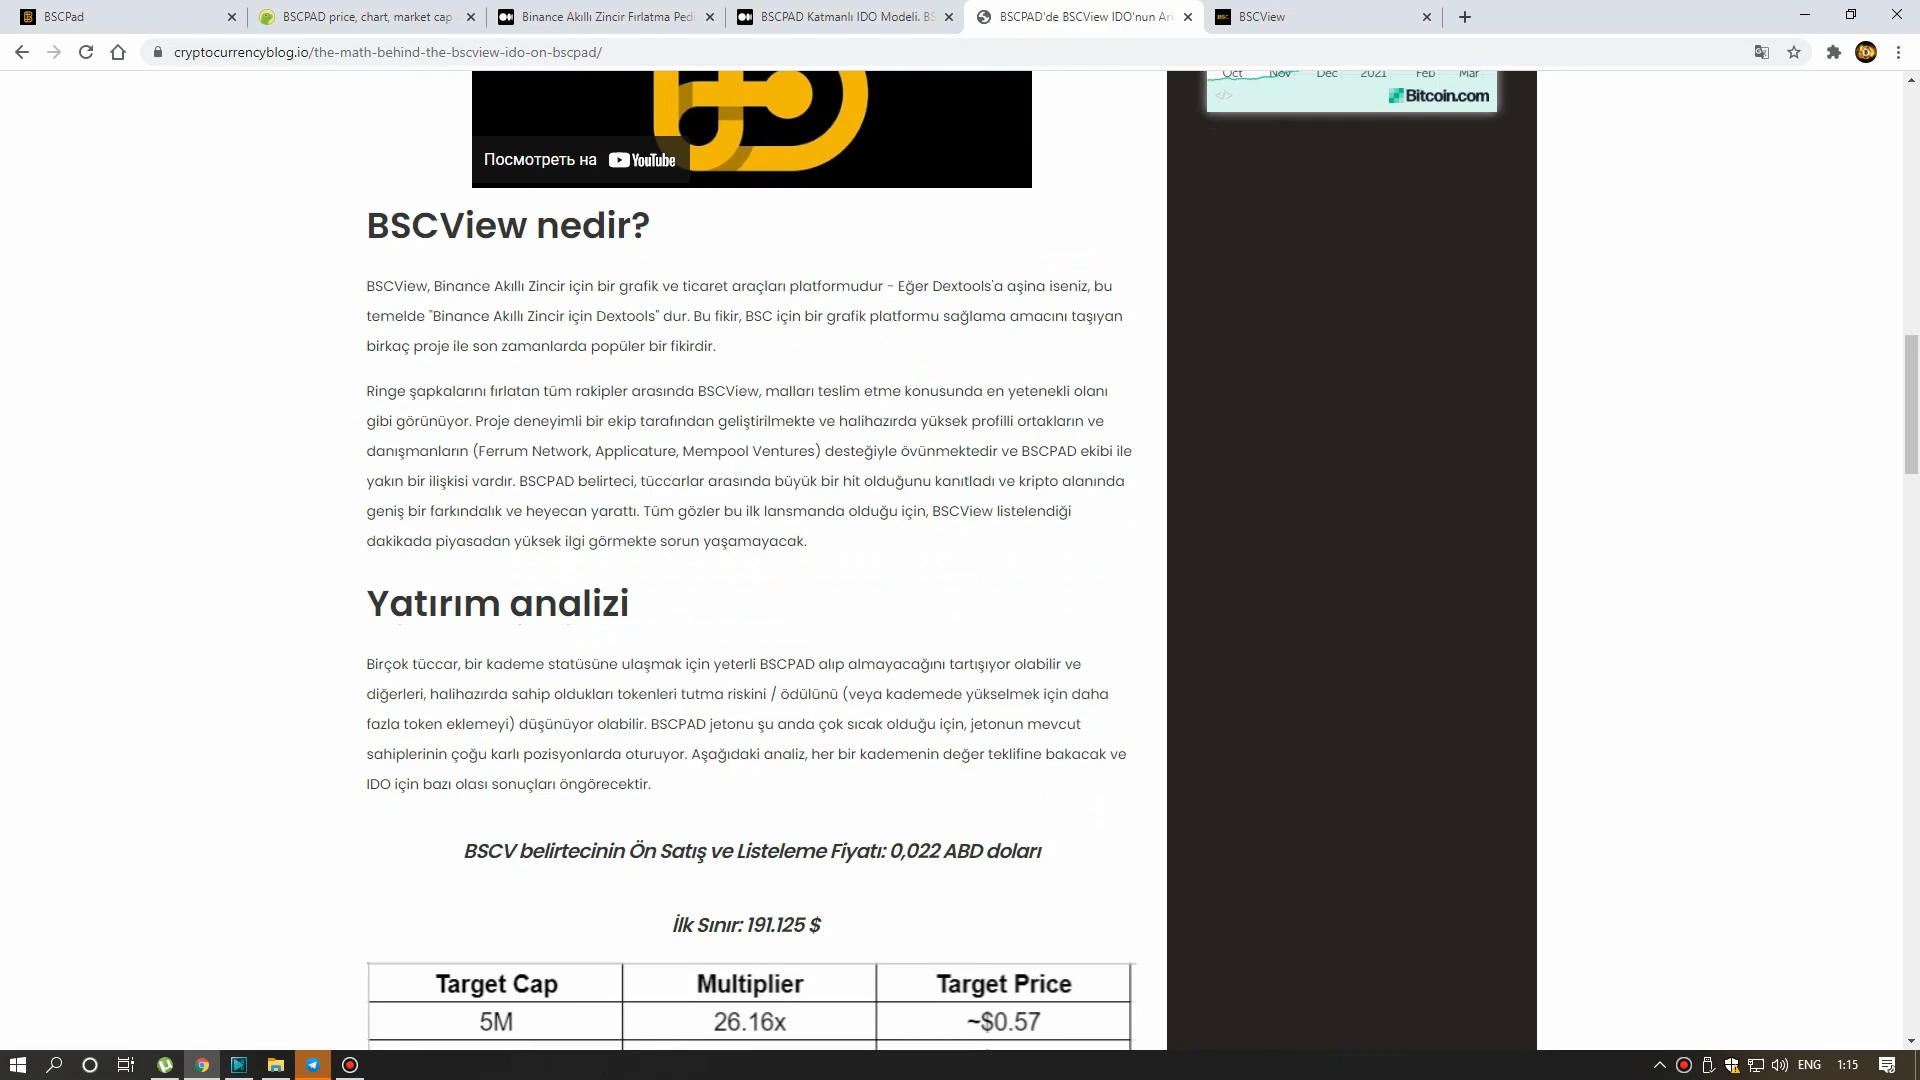 BSCPad
BSCPAD price, chart, market cap
Binance Akıllı Zincir Fırlatma Pedi
BSCPAD Katmanlı IDO Modeli. BS
BSCPAD'de BSCView IDO'nun Ark
BSCView
cryptocurrencyblog.io/the-math-behind-the-bscview-ido-on-bscpad/
Oct Nov Dec 2021 Feb Mar
</> Bitcoin.com
Посмотреть на YouTube
BSCView nedir?
BSCView, Binance Akıllı Zincir için bir grafik ve ticaret araçları platformudur - Eğer Dextools'a aşina iseniz, bu
temelde "Binance Akıllı Zincir için Dextools" dur. Bu fikir, BSC için bir grafik platformu sağlama amacını taşıyan
birkaç proje ile son zamanlarda popüler bir fikirdir.
Ringe şapkalarını fırlatan tüm rakipler arasında BSCView, malları teslim etme konusunda en yetenekli olanı
gibi görünüyor. Proje deneyimli bir ekip tarafından geliştirilmekte ve halihazırda yüksek profilli ortakların ve
danışmanların (Ferrum Network, Applicature, Mempool Ventures) desteğiyle övünmektedir ve BSCPAD ekibi ile
yakın bir ilişkisi vardır. BSCPAD belirteci, tüccarlar arasında büyük bir hit olduğunu kanıtladı ve kripto alanında
geniş bir farkındalık ve heyecan yarattı. Tüm gözler bu ilk lansmanda olduğu için, BSCView listelendiği
dakikada piyasadan yüksek ilgi görmekte sorun yaşamayacak.
Yatırım analizi
Birçok tüccar, bir kademe statüsüne ulaşmak için yeterli BSCPAD alıp almayacağını tartışıyor olabilir ve
diğerleri, halihazırda sahip oldukları tokenleri tutma riskini / ödülünü (veya kademede yükselmek için daha
fazla token eklemeyi) düşünüyor olabilir. BSCPAD jetonu şu anda çok sıcak olduğu için, jetonun mevcut
sahiplerinin çoğu karlı pozisyonlarda oturuyor. Aşağıdaki analiz, her bir kademenin değer teklifine bakacak ve
IDO için bazı olası sonuçları öngörecektir.
BSCV belirtecinin Ön Satış ve Listeleme Fiyatı: 0,022 ABD doları
İlk Sınır: 191.125 $
Target Cap Multiplier Target Price
5M 26.16x ~$0.57
ENG 1:15